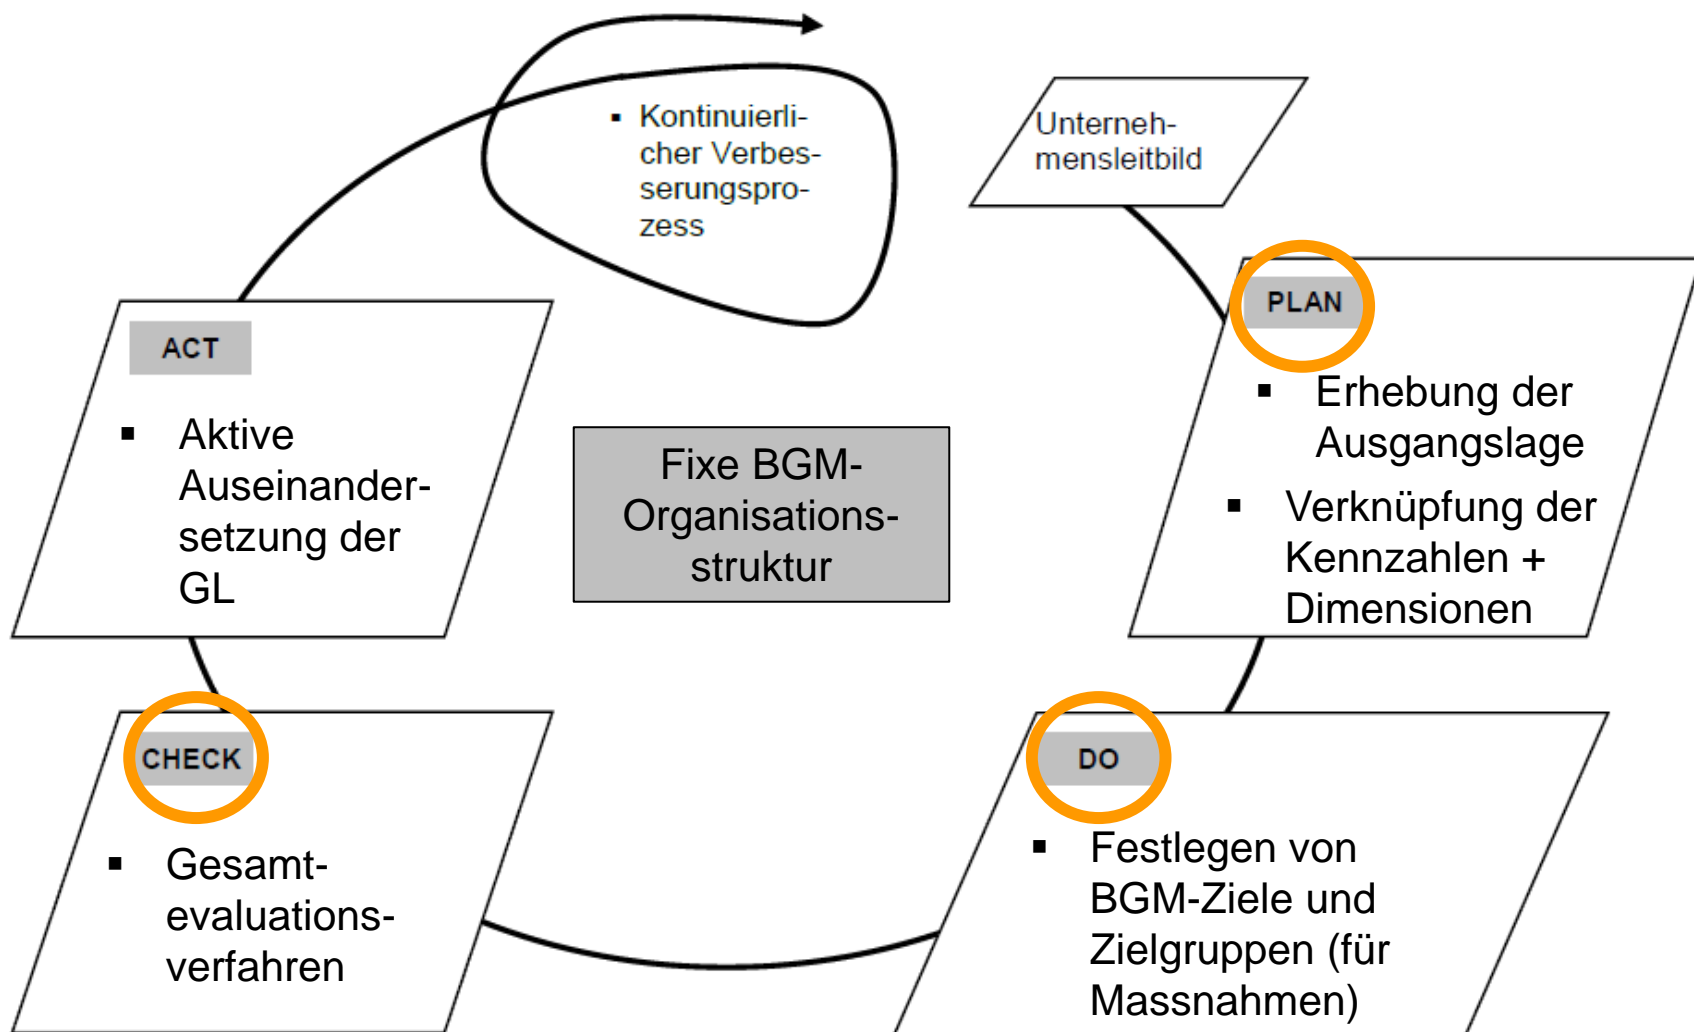 ▪ Kontinuierli-
cher Verbes-
serungspro-
zess
Unterneh-
mensleitbild
PLAN
▪ Erhebung der
Ausgangslage
▪ Verknüpfung der
Kennzahlen +
Dimensionen
ACT
▪ Aktive
Auseinander-
setzung der
GL
Fixe BGM-
Organisations-
struktur
CHECK
▪ Gesamt-
evaluations-
verfahren
DO
▪ Festlegen von
BGM-Ziele und
Zielgruppen (für
Massnahmen)